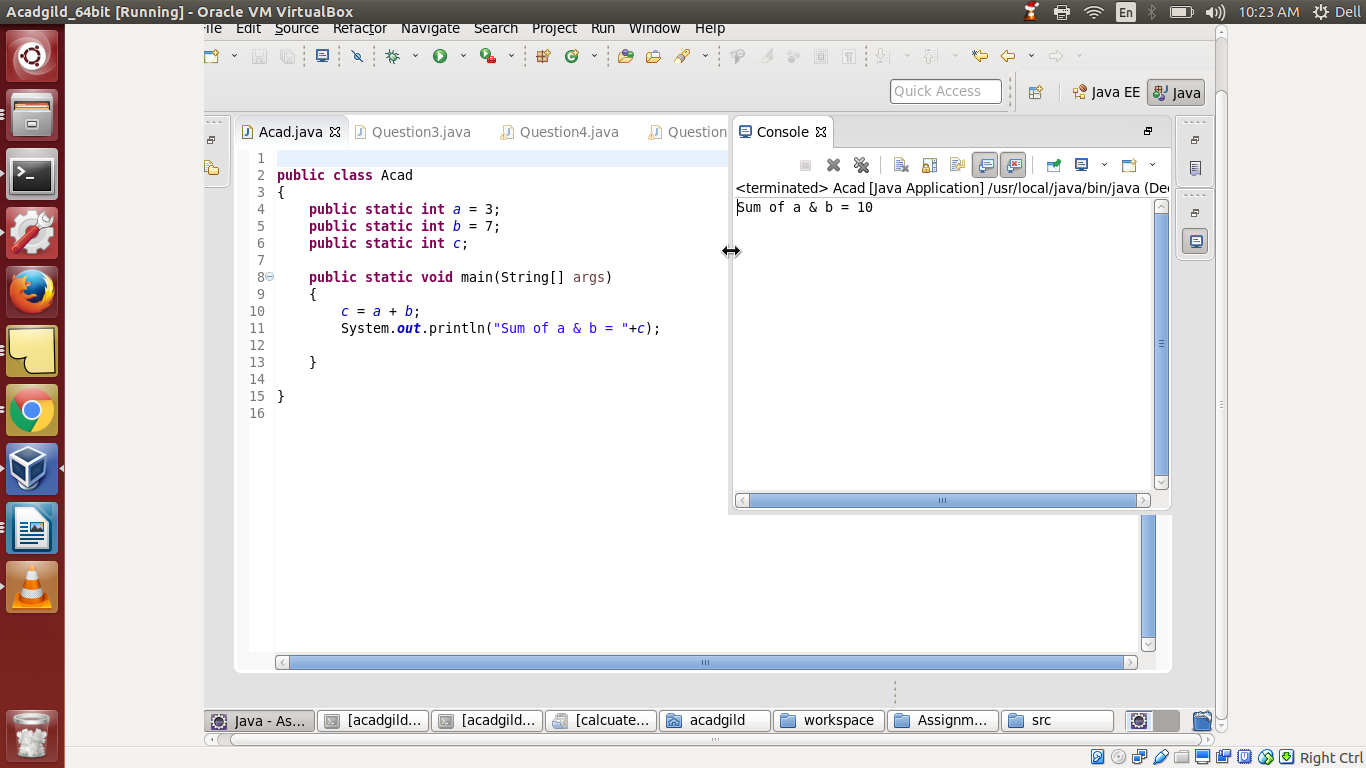 Acadgild_64bit [Running] - Oracle VM VirtualBox
En
10:23 AM
Dell
Edit Source Refactor Navigate Search Project Run Window Help
Quick Access
Java EE
Java
Acad.java
Question3.java
Question4.java
Question
Console
1
2 public class Acad
3 {
4 public static int a = 3;
5 public static int b = 7;
6 public static int c;
7
8 public static void main(String[] args)
9 {
10 c = a + b;
11 System.out.println("Sum of a & b = "+c);
12
13 }
14
15 }
16
<terminated> Acad [Java Application] /usr/local/java/bin/java (De
Sum of a & b = 10
Java - As...
[acadgild...
[acadgild...
[calcuate...
acadgild
workspace
Assignm...
src
Right Ctrl